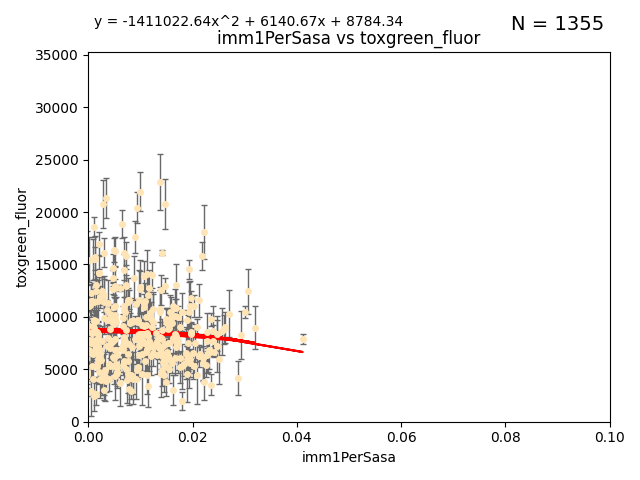 y = -1411022.64x^2 + 6140.67x + 8784.34
N = 1355
imm1PerSasa vs toxgreen_fluor
35000
30000
25000
20000
15000
10000
5000
0
toxgreen_fluor
0.00 0.02 0.04 0.06 0.08 0.10
imm1PerSasa